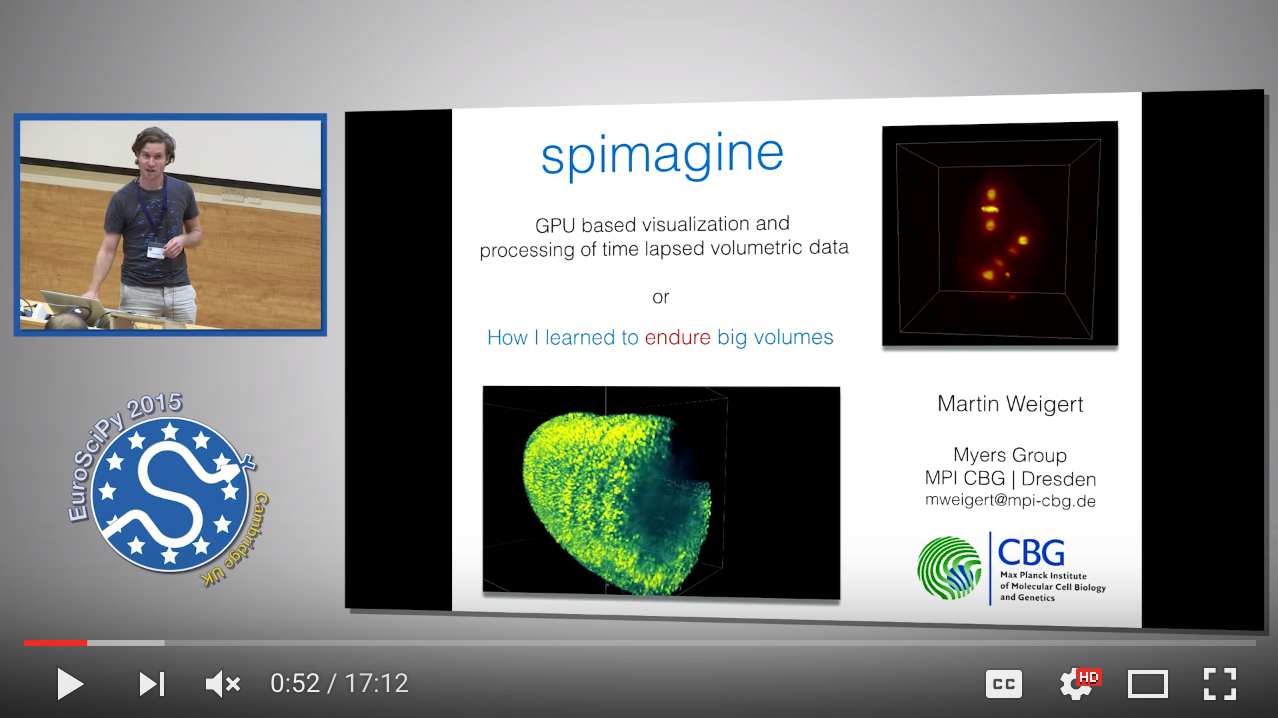 spimagine
GPU based visualization and
processing of time lapsed volumetric data
or
How I learned to endure big volumes
Martin Weigert
Myers Group
MPI CBG | Dresden
mweigert@mpi-cbg.de
CBG
Max Planck Institute
of Molecular Cell Biology
and Genetics
EuroSciPy 2015
Cambridge UK
0:52 / 17:12
CC
HD